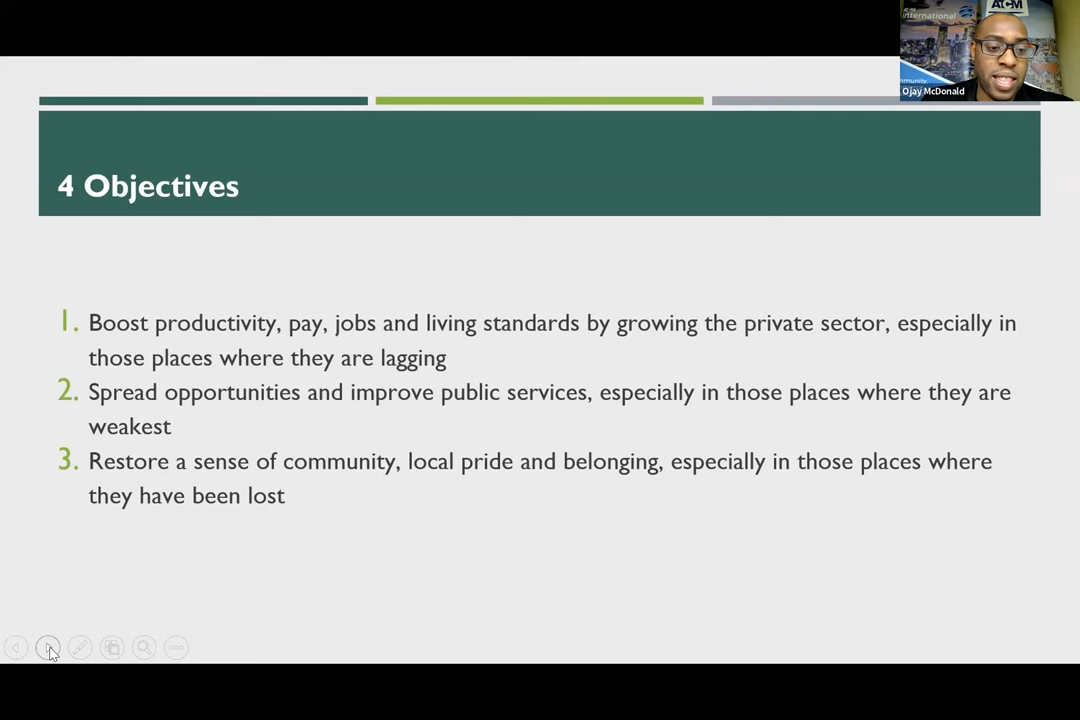 ATCM
international
mmunity,
Ojay McDonald
4 Objectives
1. Boost productivity, pay, jobs and living standards by growing the private sector, especially in
those places where they are lagging
2. Spread opportunities and improve public services, especially in those places where they are
weakest
3. Restore a sense of community, local pride and belonging, especially in those places where
they have been lost